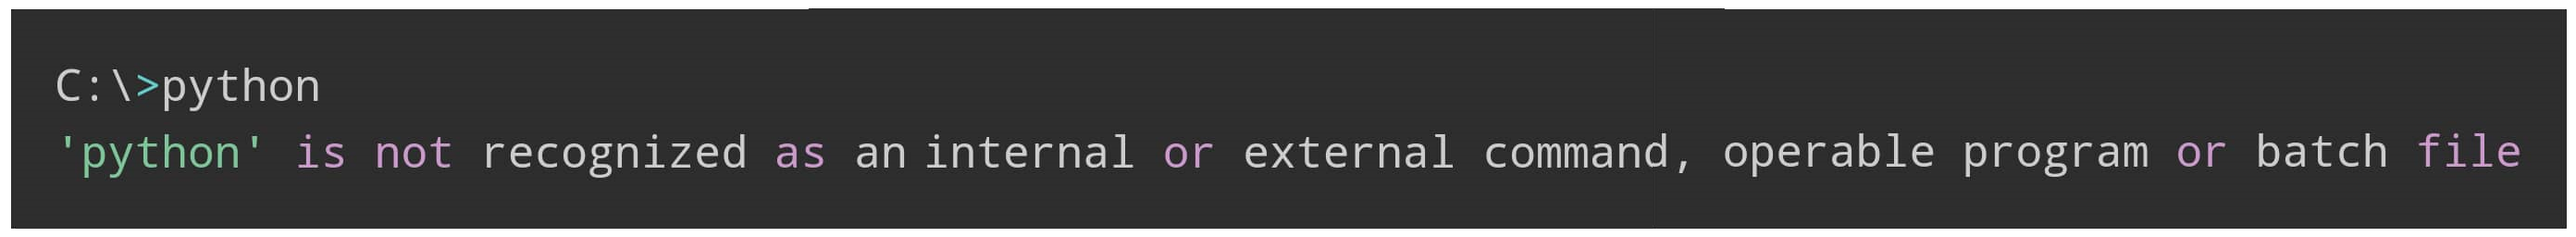 C:\>python
'python' is not recognized as an internal or external command, operable program or batch file